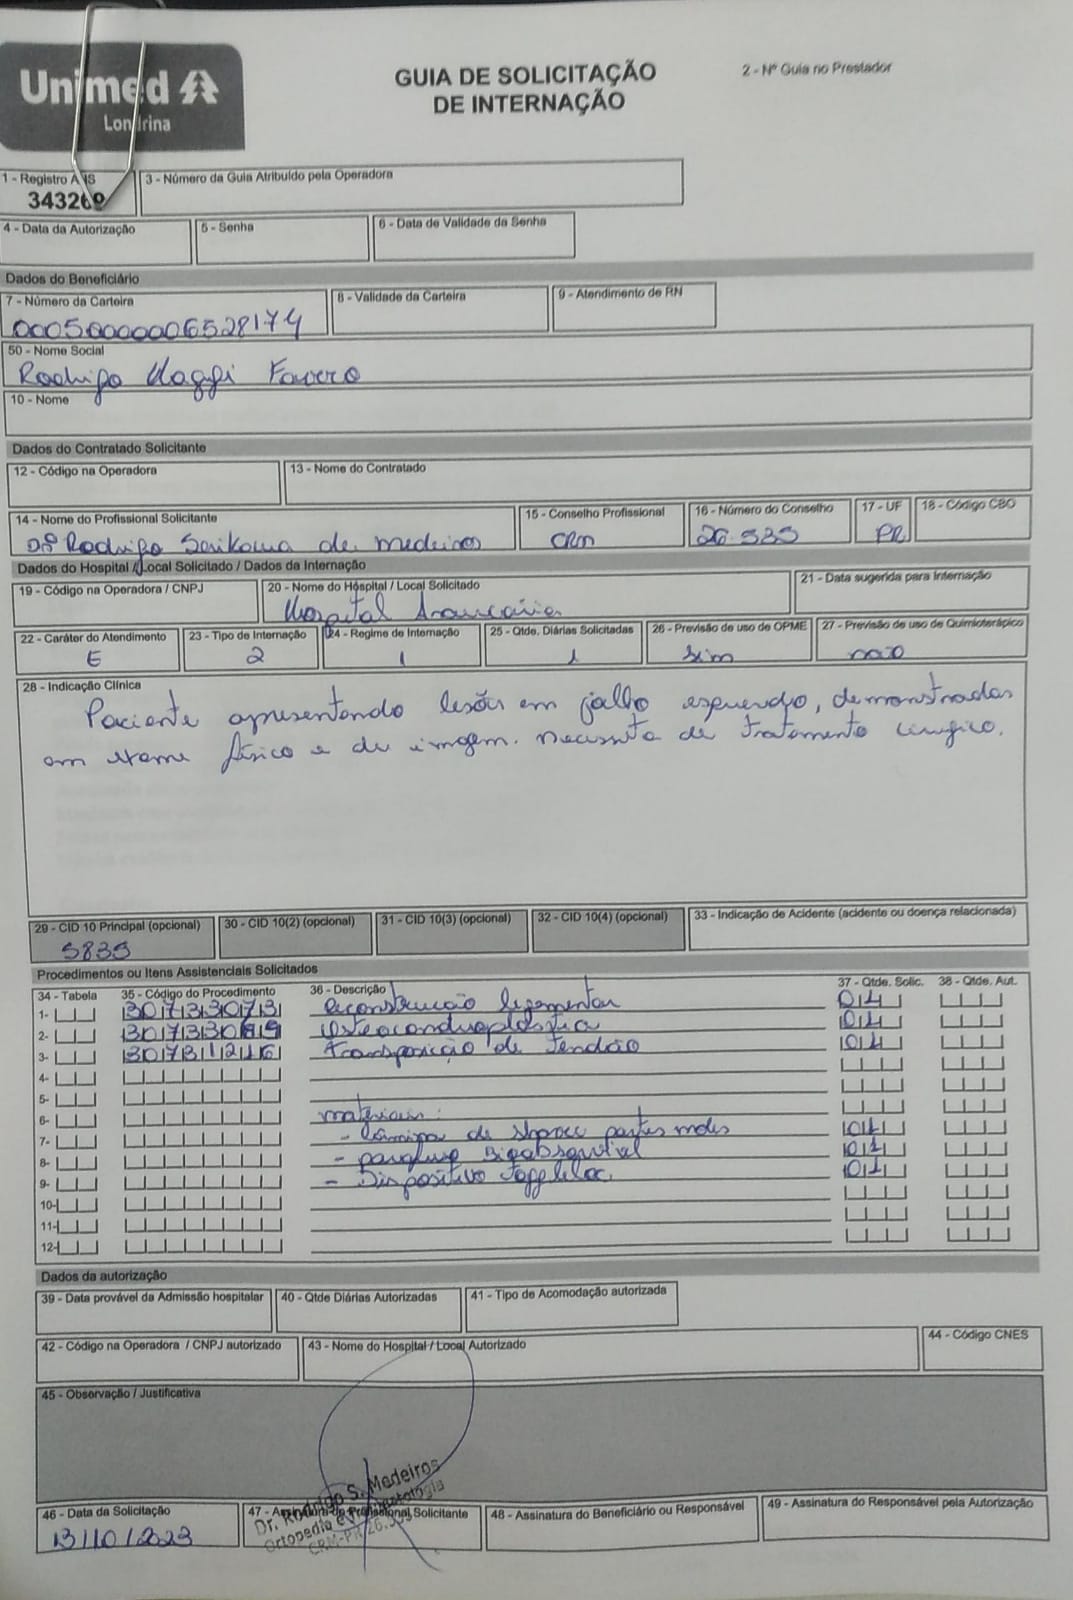 Unimed
Londrina
GUIA DE SOLICITAÇÃO
DE INTERNAÇÃO
2 - Nº Guia no Prestador
1 - Registro ANS
343269
3 - Número da Guia Atribuído pela Operadora
4 - Data da Autorização
5 - Senha
6 - Data de Validade da Senha
Dados do Beneficiário
7 - Número da Carteira
8 - Validade da Carteira
9 - Atendimento de RN
00050000006528174
50 - Nome Social
Rodrigo Favero
10 - Nome
Dados do Contratado Solicitante
12 - Código na Operadora
13 - Nome do Contratado
14 - Nome do Profissional Solicitante
15 - Conselho Profissional
16 - Número do Conselho
17 - UF
18 - Código CBO
Drº Rodrigo Serikawa de medeiros
CRM
26.535
PR
Dados do Hospital / Local Solicitado / Dados da Internação
19 - Código na Operadora / CNPJ
20 - Nome do Hospital / Local Solicitado
21 - Data sugerida para Internação
Hospital Araucária
22 - Caráter do Atendimento
23 - Tipo de Internação
24 - Regime de Internação
25 - Qtde. Diárias Solicitadas
26 - Previsão de uso de OPME
27 - Previsão de uso de Quimioterápico
E
2
1
1
sim
não
28 - Indicação Clínica
Paciente apresentando lesões em joelho esquerdo, demonstradas
em exame físico e de imagem. necessita de tratamento cirurgico.
29 - CID 10 Principal (opcional)
30 - CID 10(2) (opcional)
31 - CID 10(3) (opcional)
32 - CID 10(4) (opcional)
33 - Indicação de Acidente (acidente ou doença relacionada)
S835
Procedimentos ou Itens Assistenciais Solicitados
34 - Tabela
35 - Código do Procedimento
36 - Descrição
37 - Qtde. Solic.
38 - Qtde. Aut.
1- 30733073 Reconstrução ligamentar 01
2- Osteocondroplastia 01
3- 30731216 transposição de Tendão 01
4-
5-
6- materiais:
7- - Lâmina de shaver partes moles 01
8- - parafuso Bioabsorvivel 01
9- - Dispositivo Toggleloc. 01
10-
11-
12-
Dados da autorização
39 - Data provável da Admissão hospitalar
40 - Qtde Diárias Autorizadas
41 - Tipo de Acomodação autorizada
42 - Código na Operadora / CNPJ autorizado
43 - Nome do Hospital / Local Autorizado
44 - Código CNES
45 - Observação / Justificativa
46 - Data da Solicitação
47 - Assinatura do Profissional Solicitante
48 - Assinatura do Beneficiário ou Responsável
49 - Assinatura do Responsável pela Autorização
13/10/2023
Dr. Rodrigo S. Medeiros
Ortopedia e Traumatologia
CRM-PR 26.535